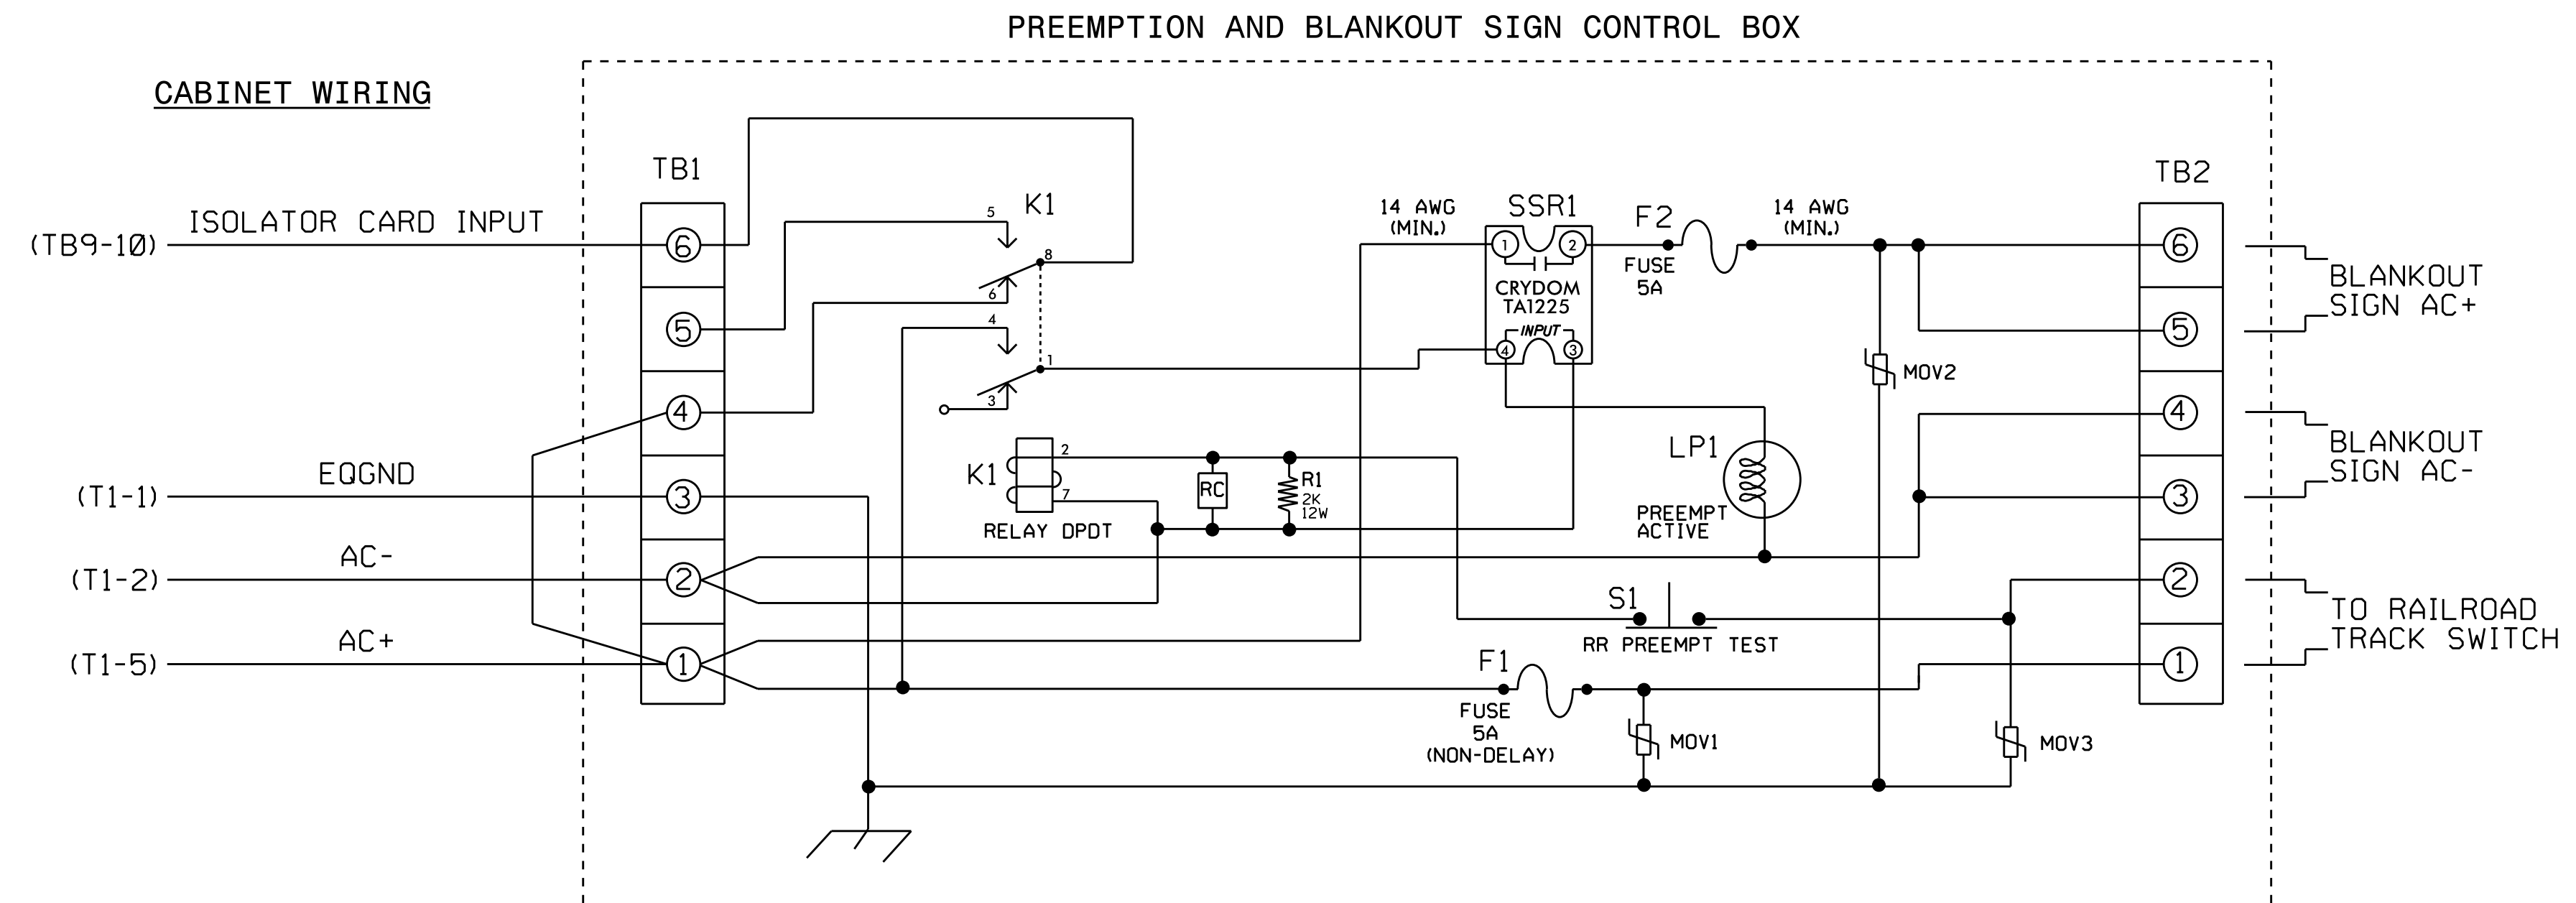 PREEMPTION AND BLANKOUT SIGN CONTROL BOX
CABINET WIRING
TB1
TB2
(TB9-10)
ISOLATOR CARD INPUT
6
5
4
(T1-1)
EQGND
3
(T1-2)
AC-
2
(T1-5)
AC+
1
K1
5
8
6
4
1
3
K1
2
7
RELAY DPDT
RC
R1
2K
12W
14 AWG
(MIN.)
SSR1
1
2
CRYDOM
TA1225
INPUT
4
3
F2
FUSE
5A
14 AWG
(MIN.)
MOV2
LP1
PREEMPT
ACTIVE
S1
RR PREEMPT TEST
F1
FUSE
5A
(NON-DELAY)
MOV1
MOV3
6
5
4
3
2
1
BLANKOUT
SIGN AC+
BLANKOUT
SIGN AC-
TO RAILROAD
TRACK SWITCH